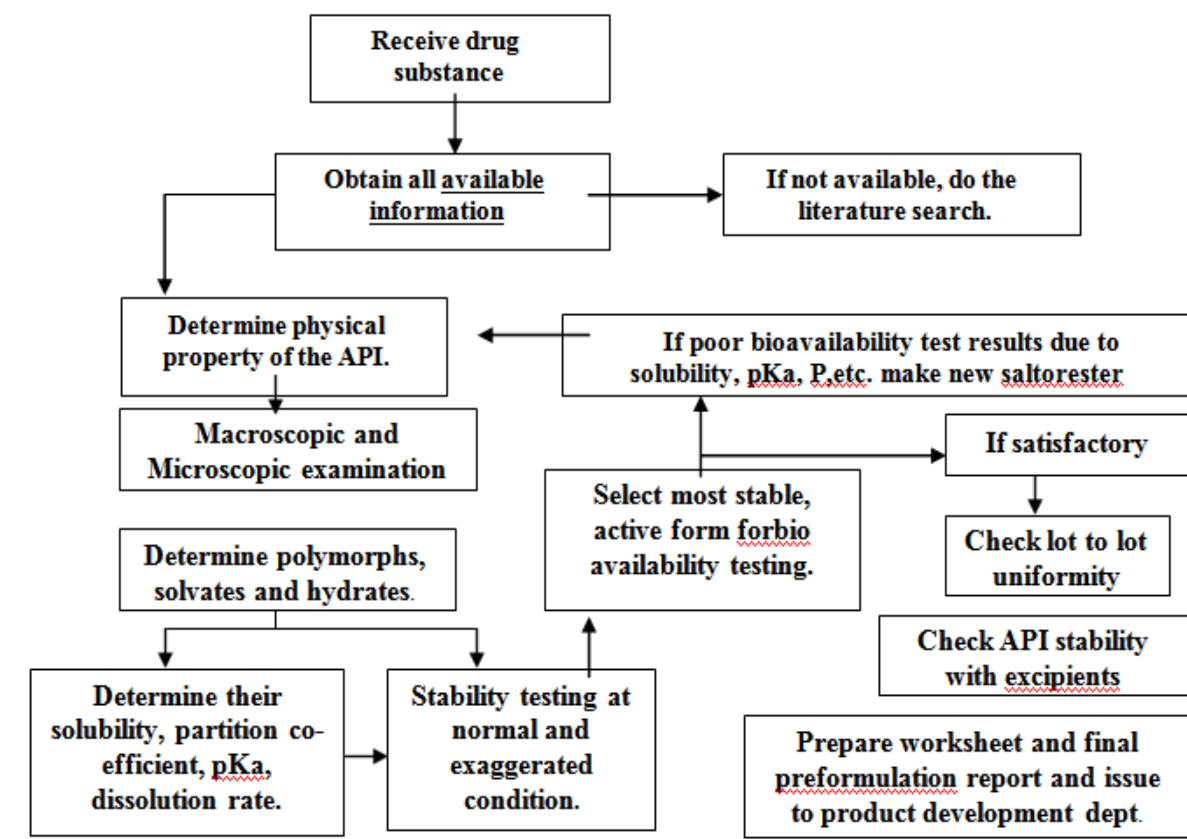 Receive drug
substance
Obtain all available
information
If not available, do the
literature search.
Determine physical
property of the API.
If poor bioavailability test results due to
solubility, pKa, P,etc. make new saltorester
Macroscopic and
Microscopic examination
If satisfactory
Select most stable,
active form forbio
availability testing.
Check lot to lot
uniformity
Determine polymorphs,
solvates and hydrates.
Check API stability
with excipients
Determine their
solubility, partition co-
efficient, pKa,
dissolution rate.
Stability testing at
normal and
exaggerated
condition.
Prepare worksheet and final
preformulation report and issue
to product development dept.